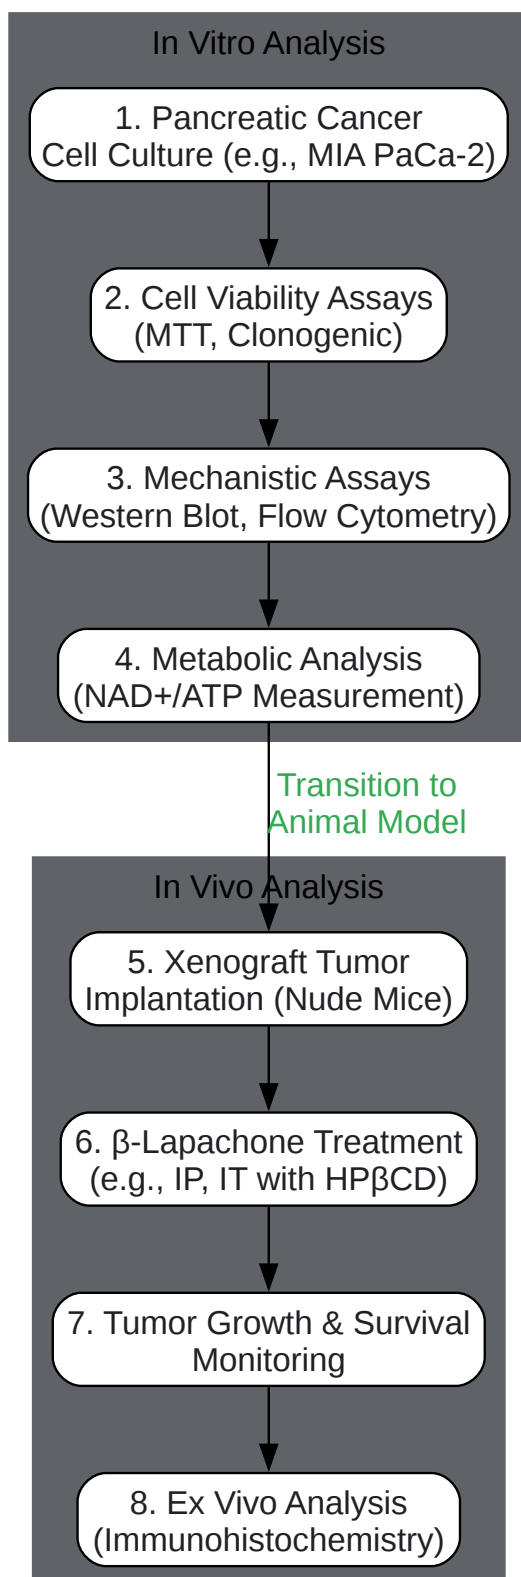 In Vitro Analysis
1. Pancreatic Cancer
Cell Culture (e.g., MIA PaCa-2)
2. Cell Viability Assays
(MTT, Clonogenic)
3. Mechanistic Assays
(Western Blot, Flow Cytometry)
4. Metabolic Analysis
(NAD+/ATP Measurement)
Transition to
Animal Model
In Vivo Analysis
5. Xenograft Tumor
Implantation (Nude Mice)
6. β-Lapachone Treatment
(e.g., IP, IT with HPβCD)
7. Tumor Growth & Survival
Monitoring
8. Ex Vivo Analysis
(Immunohistochemistry)